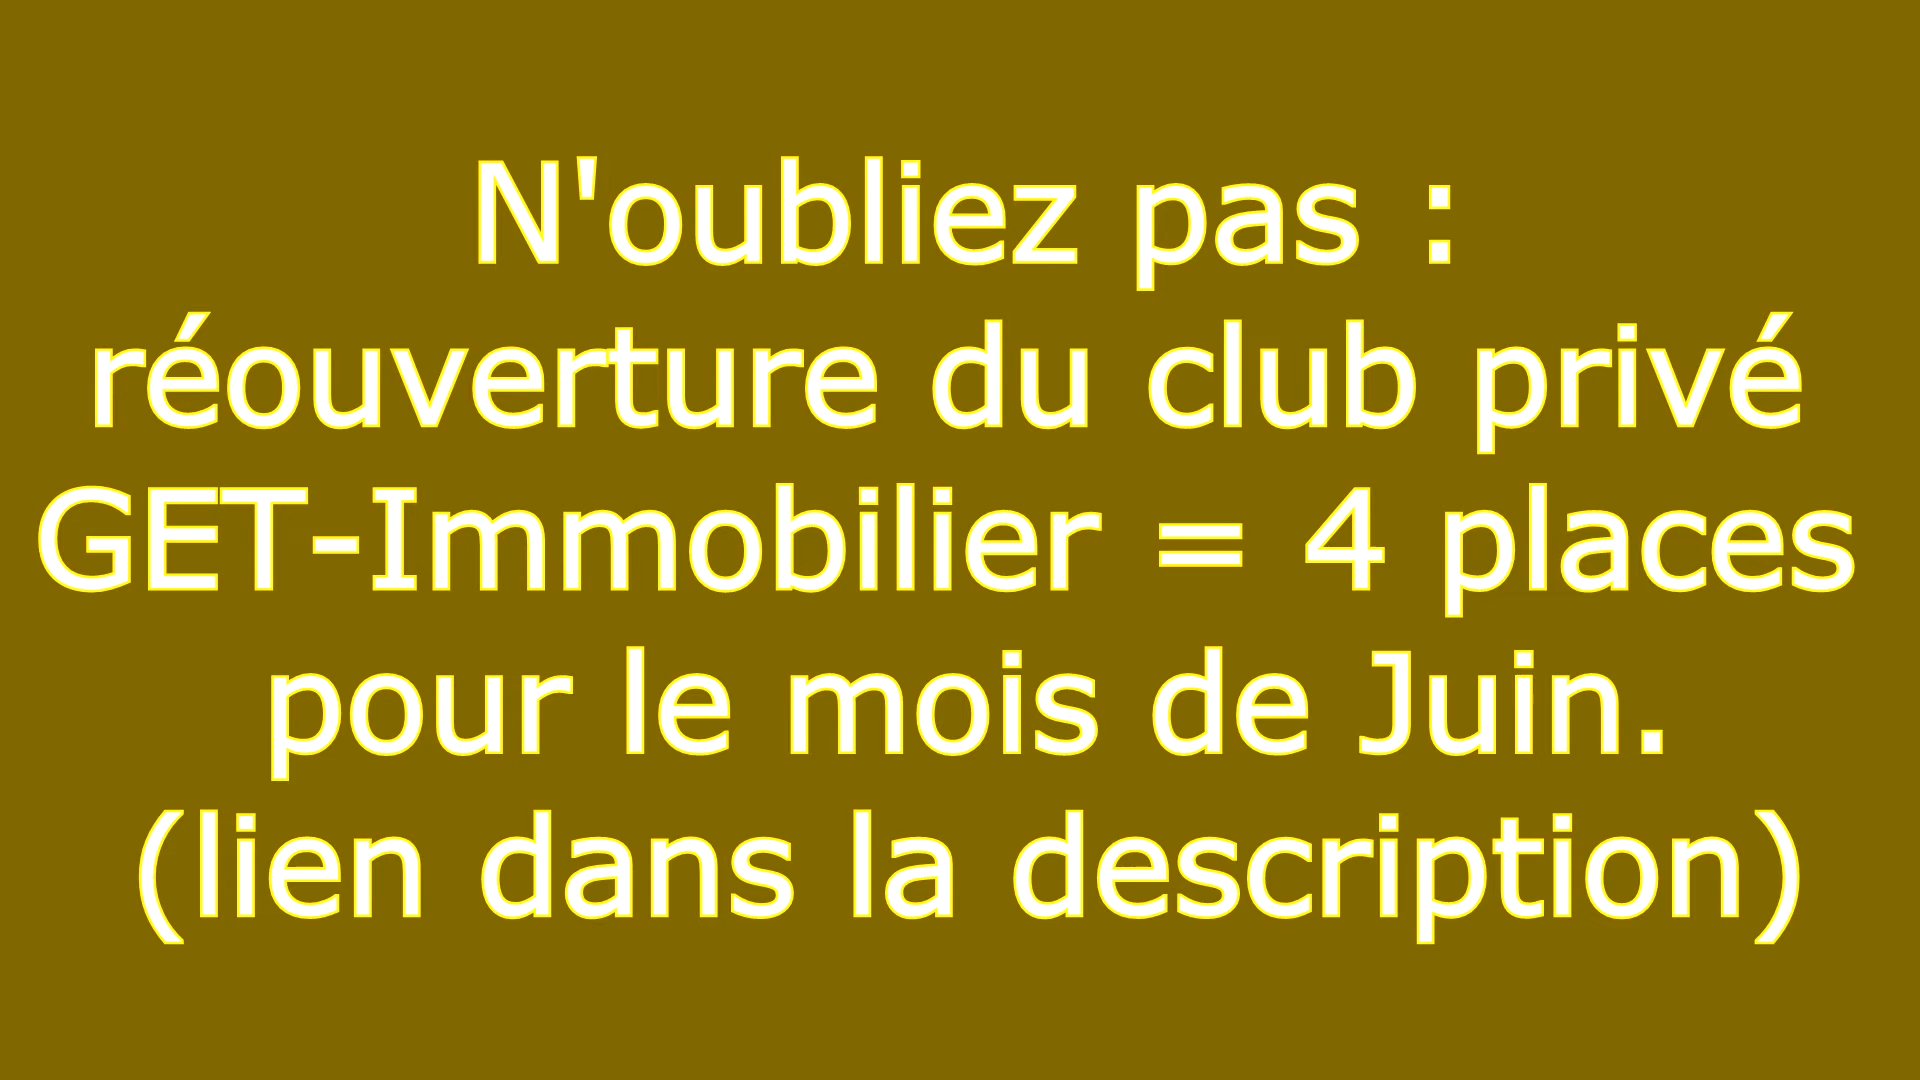 N'oubliez pas :
réouverture du club privé
GET-Immobilier = 4 places
pour le mois de Juin.
(lien dans la description)